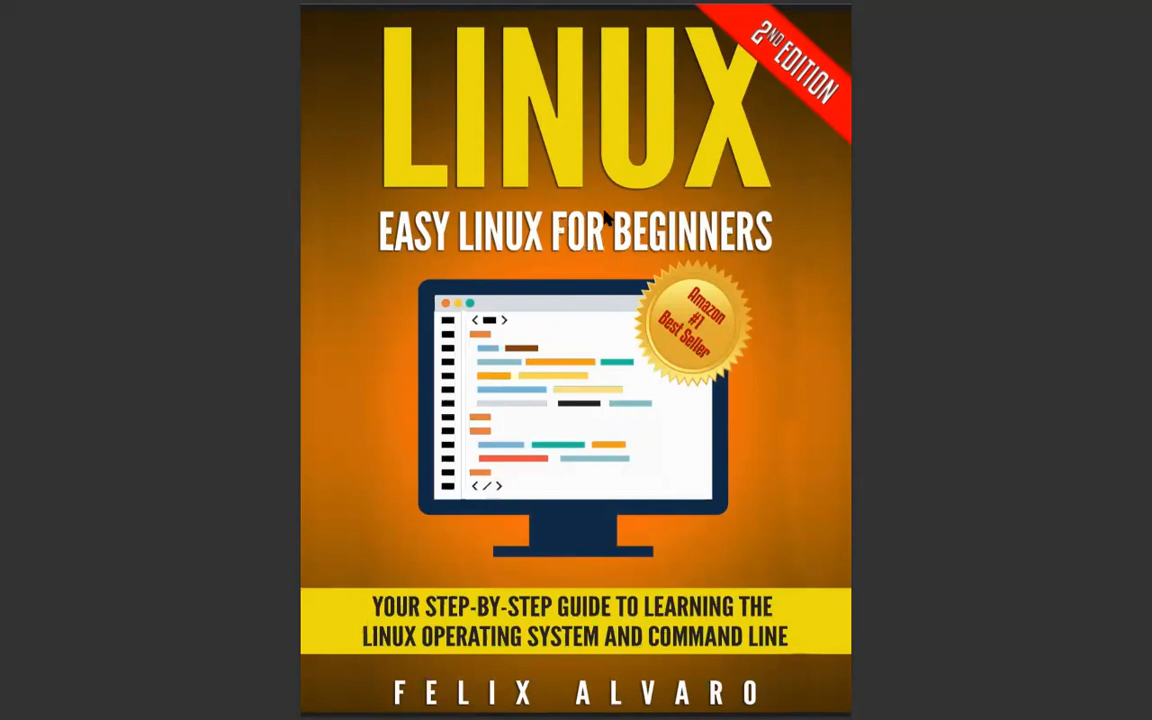 LINUX
2ND EDITION
EASY LINUX FOR BEGINNERS
Amazon
#1
Best Seller
< >
</>
YOUR STEP-BY-STEP GUIDE TO LEARNING THE
LINUX OPERATING SYSTEM AND COMMAND LINE
FELIX ALVARO